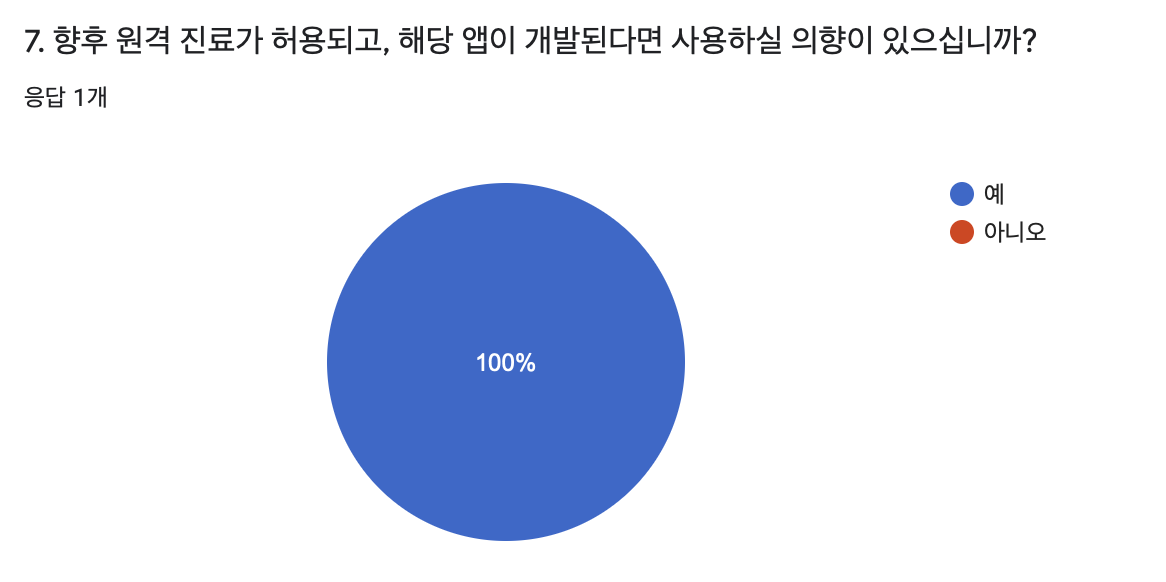 7. 향후 원격 진료가 허용되고, 해당 앱이 개발된다면 사용하실 의향이 있으십니까?
응답 1개
예
아니오
100%